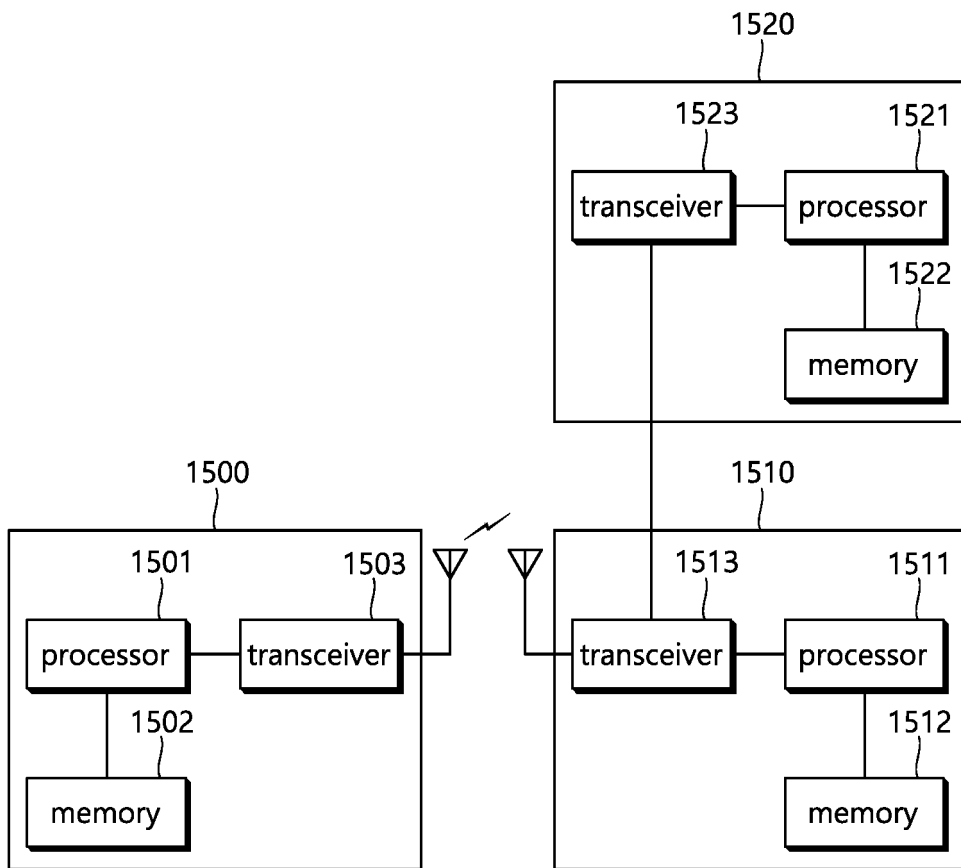 1520
1523
1521
transceiver
processor
1522
memory
1500
1510
1501
1503
1513
1511
processor
transceiver
transceiver
processor
1502
1512
memory
memory